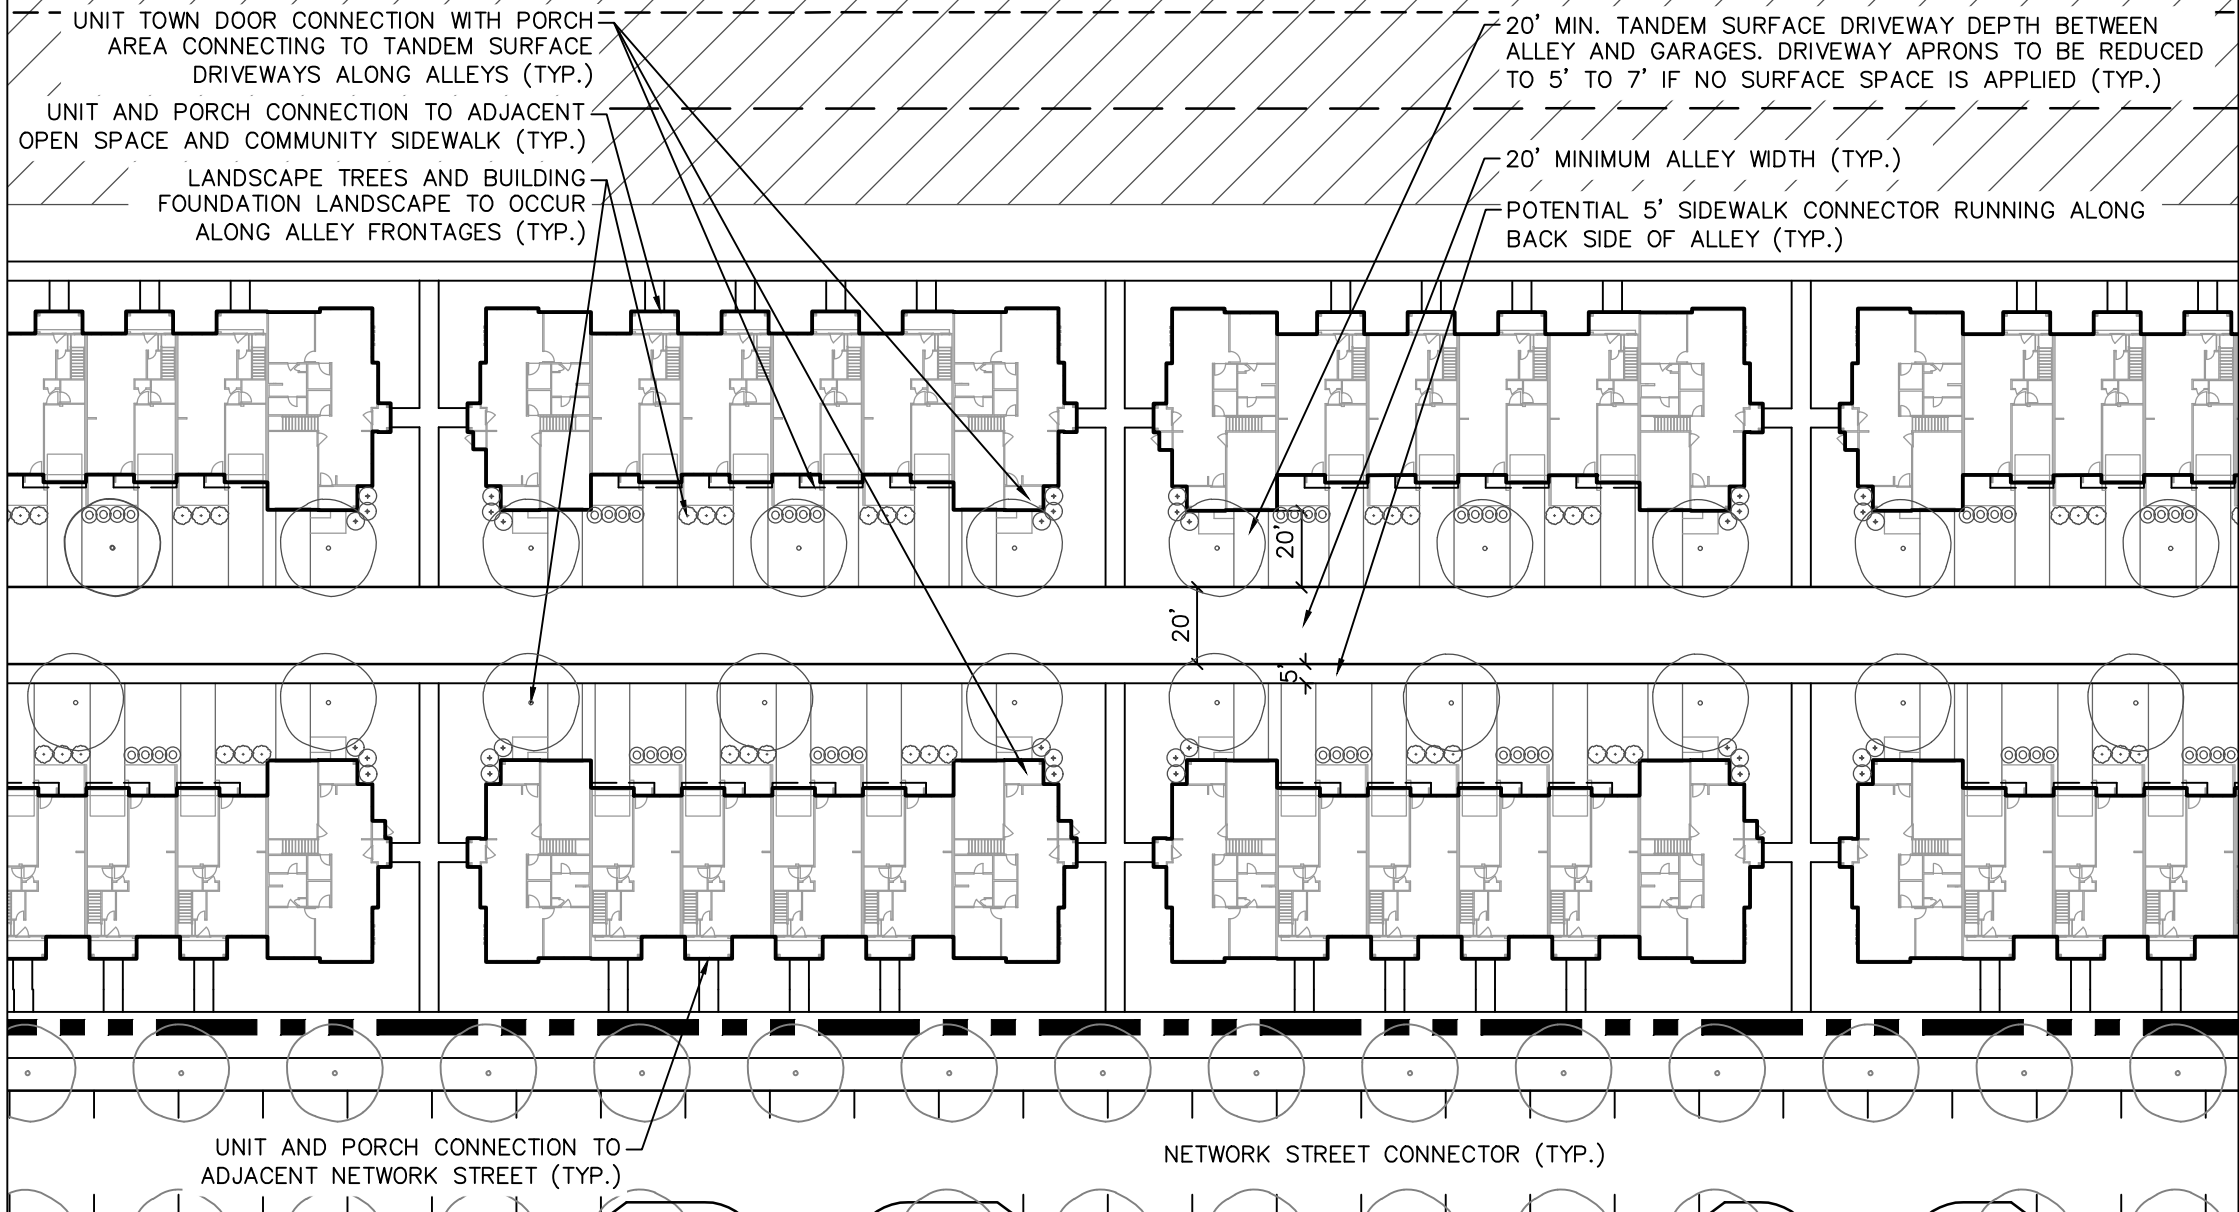 UNIT TOWN DOOR CONNECTION WITH PORCH
AREA CONNECTING TO TANDEM SURFACE
DRIVEWAYS ALONG ALLEYS (TYP.)
UNIT AND PORCH CONNECTION TO ADJACENT
OPEN SPACE AND COMMUNITY SIDEWALK (TYP.)
LANDSCAPE TREES AND BUILDING
FOUNDATION LANDSCAPE TO OCCUR
ALONG ALLEY FRONTAGES (TYP.)
20' MIN. TANDEM SURFACE DRIVEWAY DEPTH BETWEEN
ALLEY AND GARAGES. DRIVEWAY APRONS TO BE REDUCED
TO 5' TO 7' IF NO SURFACE SPACE IS APPLIED (TYP.)
20' MINIMUM ALLEY WIDTH (TYP.)
POTENTIAL 5' SIDEWALK CONNECTOR RUNNING ALONG
BACK SIDE OF ALLEY (TYP.)
20'
20'
5'
UNIT AND PORCH CONNECTION TO
ADJACENT NETWORK STREET (TYP.)
NETWORK STREET CONNECTOR (TYP.)